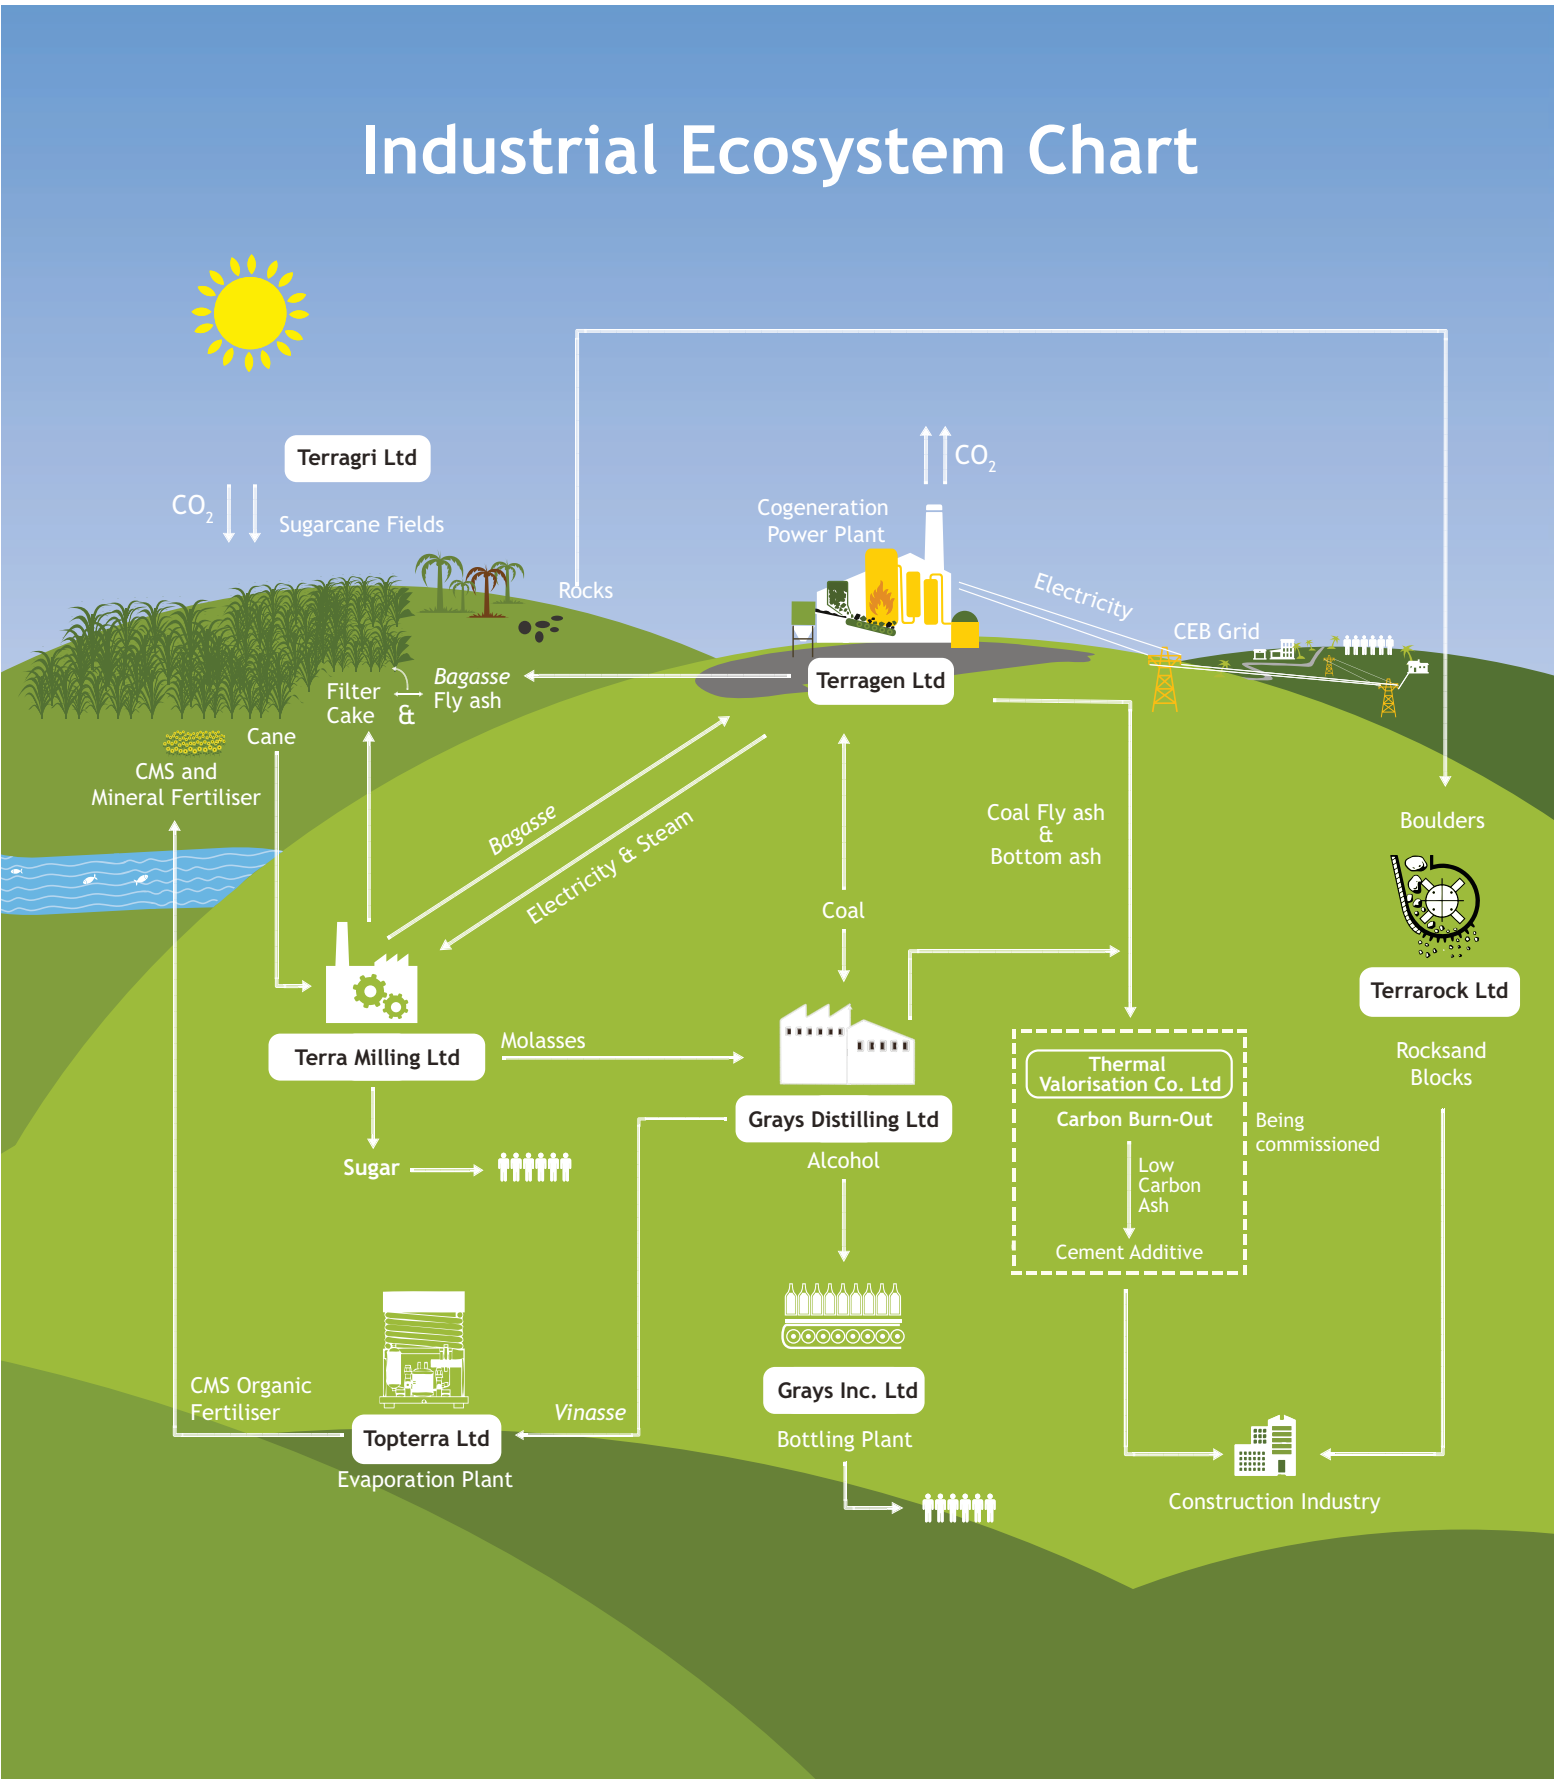 Industrial Ecosystem Chart
Terragri Ltd
CO2
Sugarcane Fields
CO2
Cogeneration
Power Plant
Rocks
Electricity
CEB Grid
Terragen Ltd
Bagasse
Fly ash
Filter
Cake
&
Cane
CMS and
Mineral Fertiliser
Bagasse
Electricity & Steam
Coal Fly ash
&
Bottom ash
Boulders
Coal
Terrarock Ltd
Rocksand
Blocks
Terra Milling Ltd
Molasses
Grays Distilling Ltd
Alcohol
Thermal
Valorisation Co. Ltd
Carbon Burn-Out
Being
commissioned
Low
Carbon
Ash
Cement Additive
Sugar
CMS Organic
Fertiliser
Topterra Ltd
Evaporation Plant
Vinasse
Grays Inc. Ltd
Bottling Plant
Construction Industry